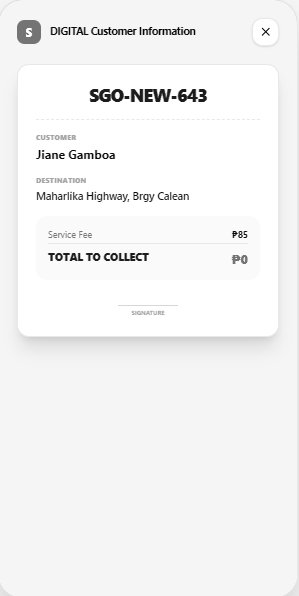 S DIGITAL Customer Information ×
SGO-NEW-643
CUSTOMER
Jiane Gamboa
DESTINATION
Maharlika Highway, Brgy Calean
Service Fee ₱85
TOTAL TO COLLECT ₱0
SIGNATURE